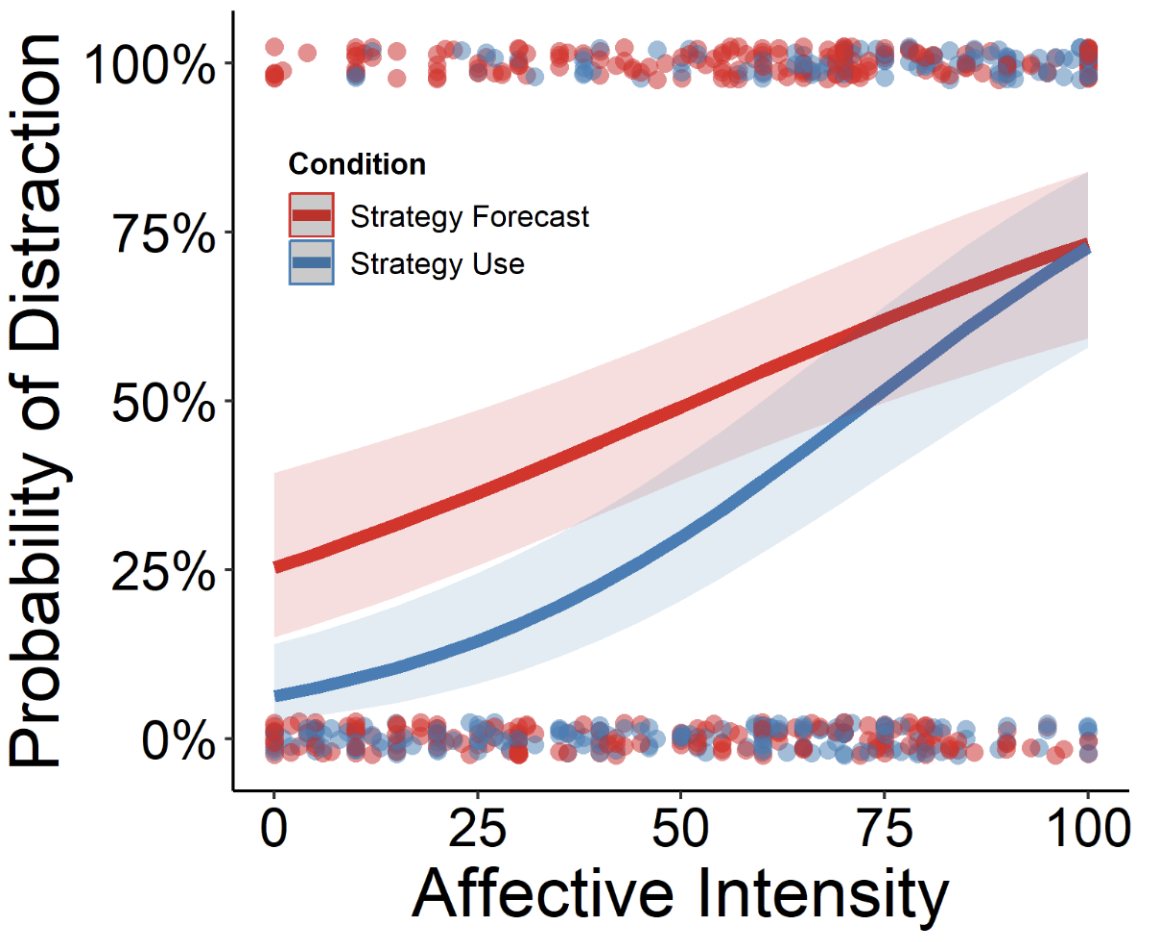 Probability of Distraction
100%
75%
50%
25%
0%
Condition
Strategy Forecast
Strategy Use
0 25 50 75 100
Affective Intensity